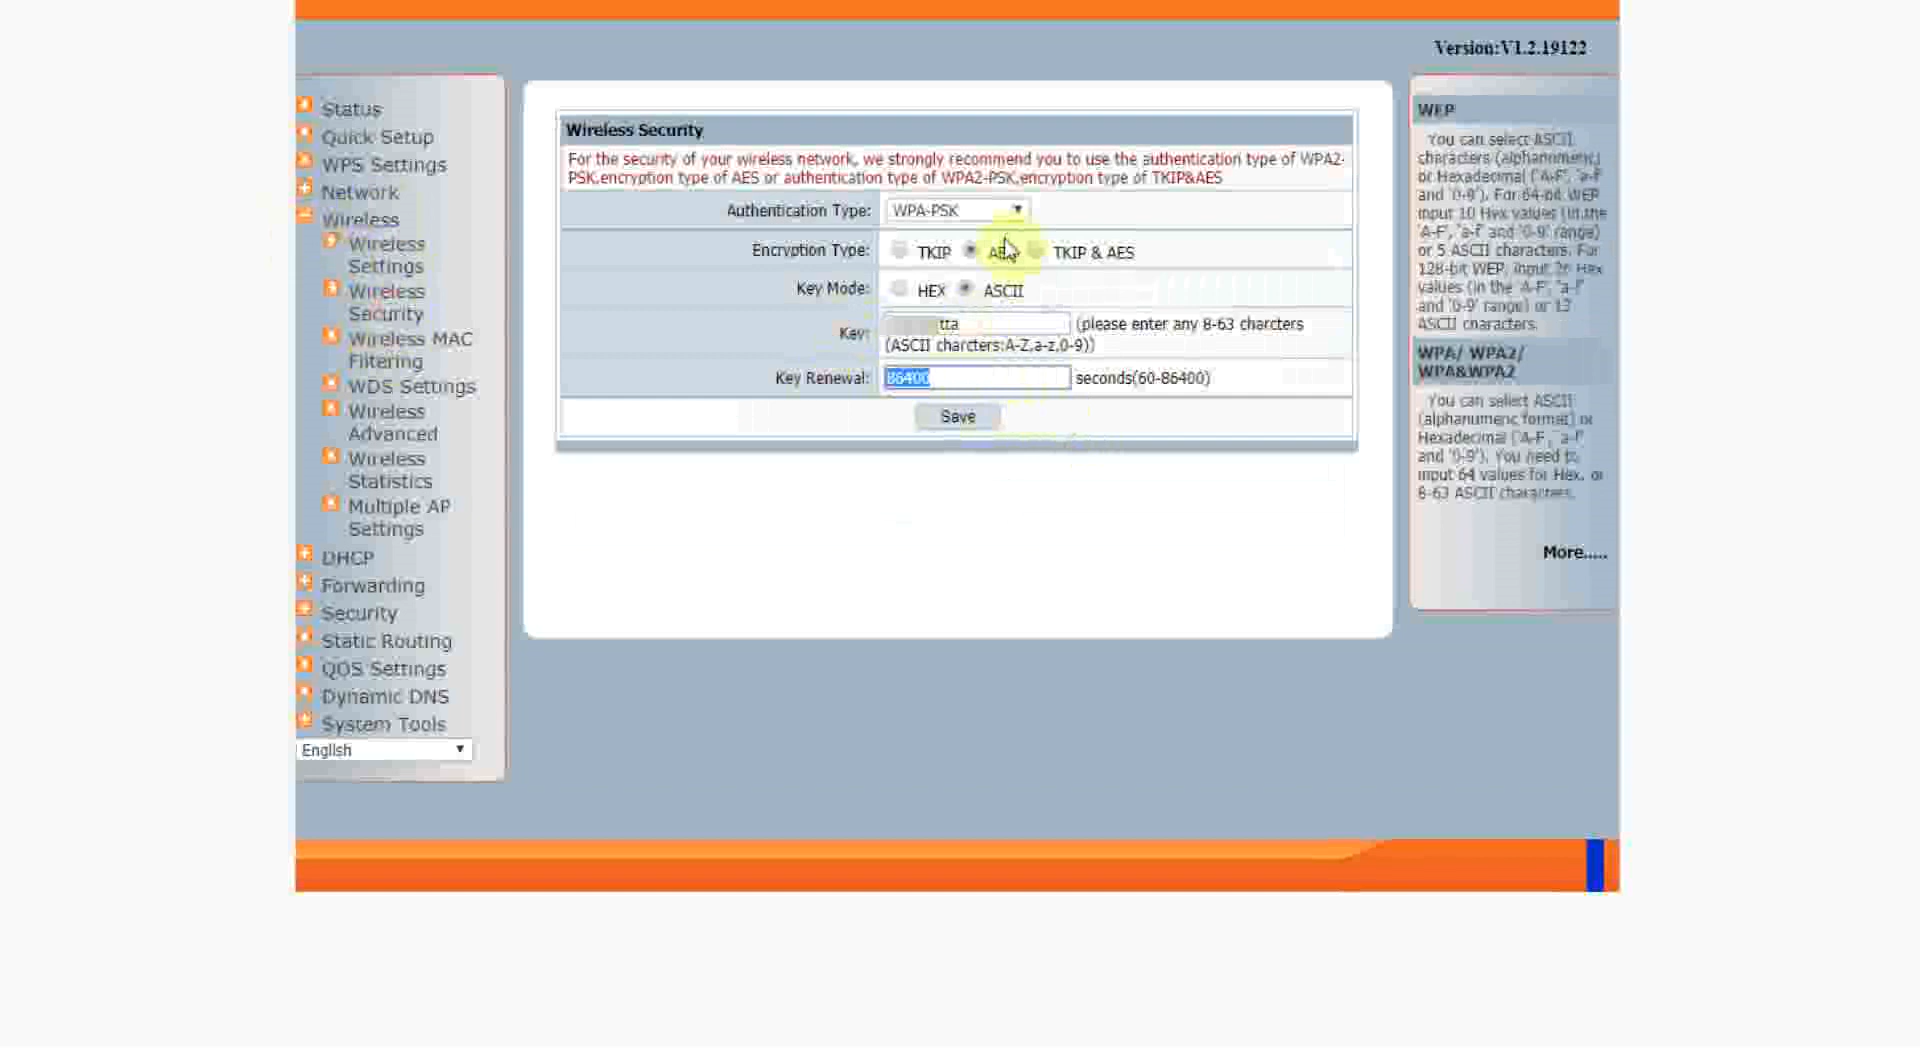 Version:V1.2.19122
Status
Quick Setup
WPS Settings
Network
Wireless
Wireless
Settings
Wireless
Security
Wireless MAC
Filtering
WDS Settings
Wireless
Advanced
Wireless
Statistics
Multiple AP
Settings
DHCP
Forwarding
Security
Static Routing
QOS Settings
Dynamic DNS
System Tools
English
Wireless Security
For the security of your wireless network, we strongly recommend you to use the authentication type of WPA2-
PSK,encryption type of AES or authentication type of WPA2-PSK,encryption type of TKIP&AES
Authentication Type: WPA-PSK
Encryption Type: TKIP TKIP & AES
Key Mode: HEX ASCII
Key: tta (please enter any 8-63 charcters
(ASCII charcters:A-Z,a-z,0-9))
Key Renewal: 86400 seconds(60-86400)
Save
WEP
You can select ASCII
characters (alphanumeric)
or Hexadecimal ('A-F', 'a-f'
and '0-9'). For 64-bit WEP
input 10 Hex values (in the
'A-F', 'a-f' and '0-9' range)
or 5 ASCII characters. For
128-bit WEP, input 26 Hex
values (in the 'A-F', 'a-f'
and '0-9' range) or 13
ASCII characters.
WPA/ WPA2/
WPA&WPA2
You can select ASCII
(alphanumeric format) or
Hexadecimal ('A-F', 'a-f'
and '0-9'). You need to
input 64 values for Hex, or
8-63 ASCII characters.
More.....